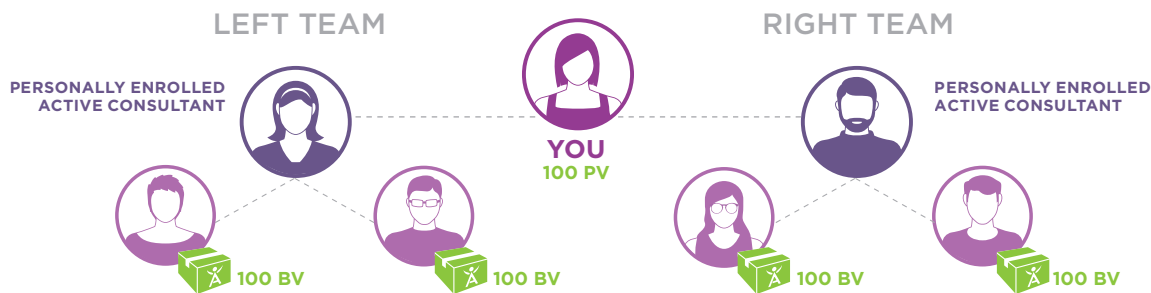 LEFT TEAM
RIGHT TEAM
PERSONALLY ENROLLED
ACTIVE CONSULTANT
PERSONALLY ENROLLED
ACTIVE CONSULTANT
YOU
100 PV
100 BV
100 BV
100 BV
100 BV